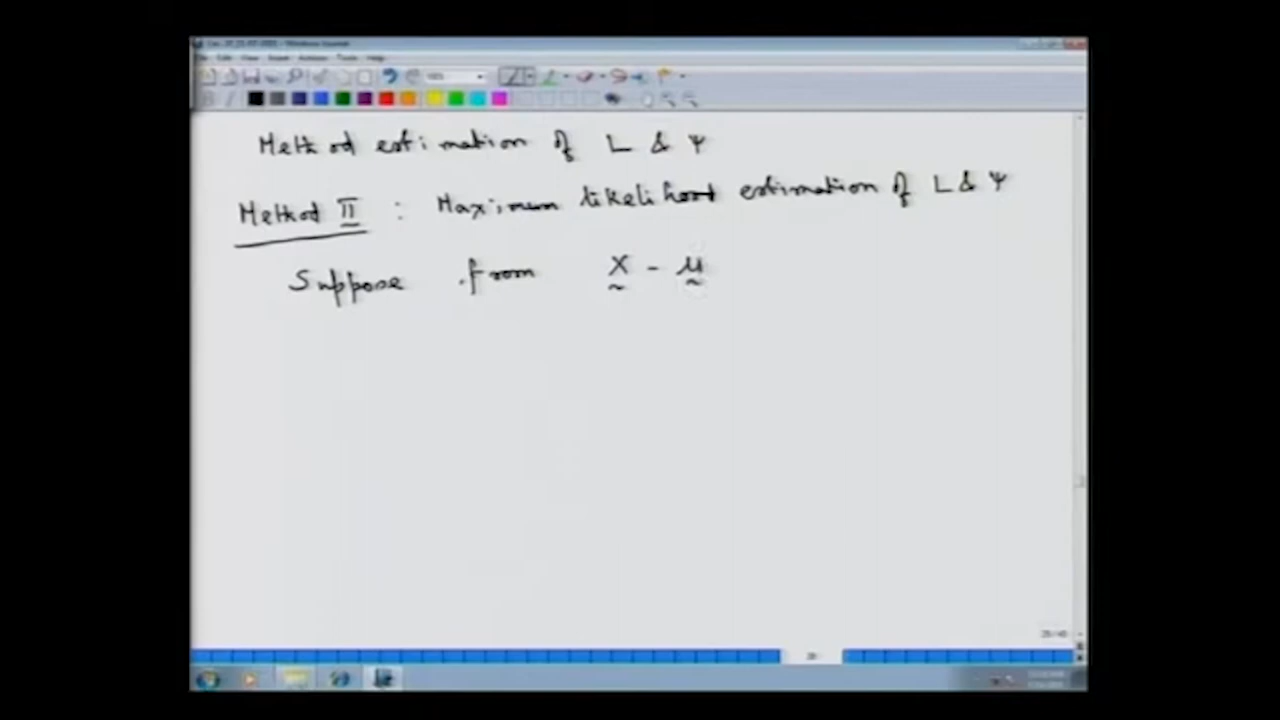 Method estimation of L & Ψ
Method II : Maximum likelihood estimation of L & Ψ
Suppose from X - μ